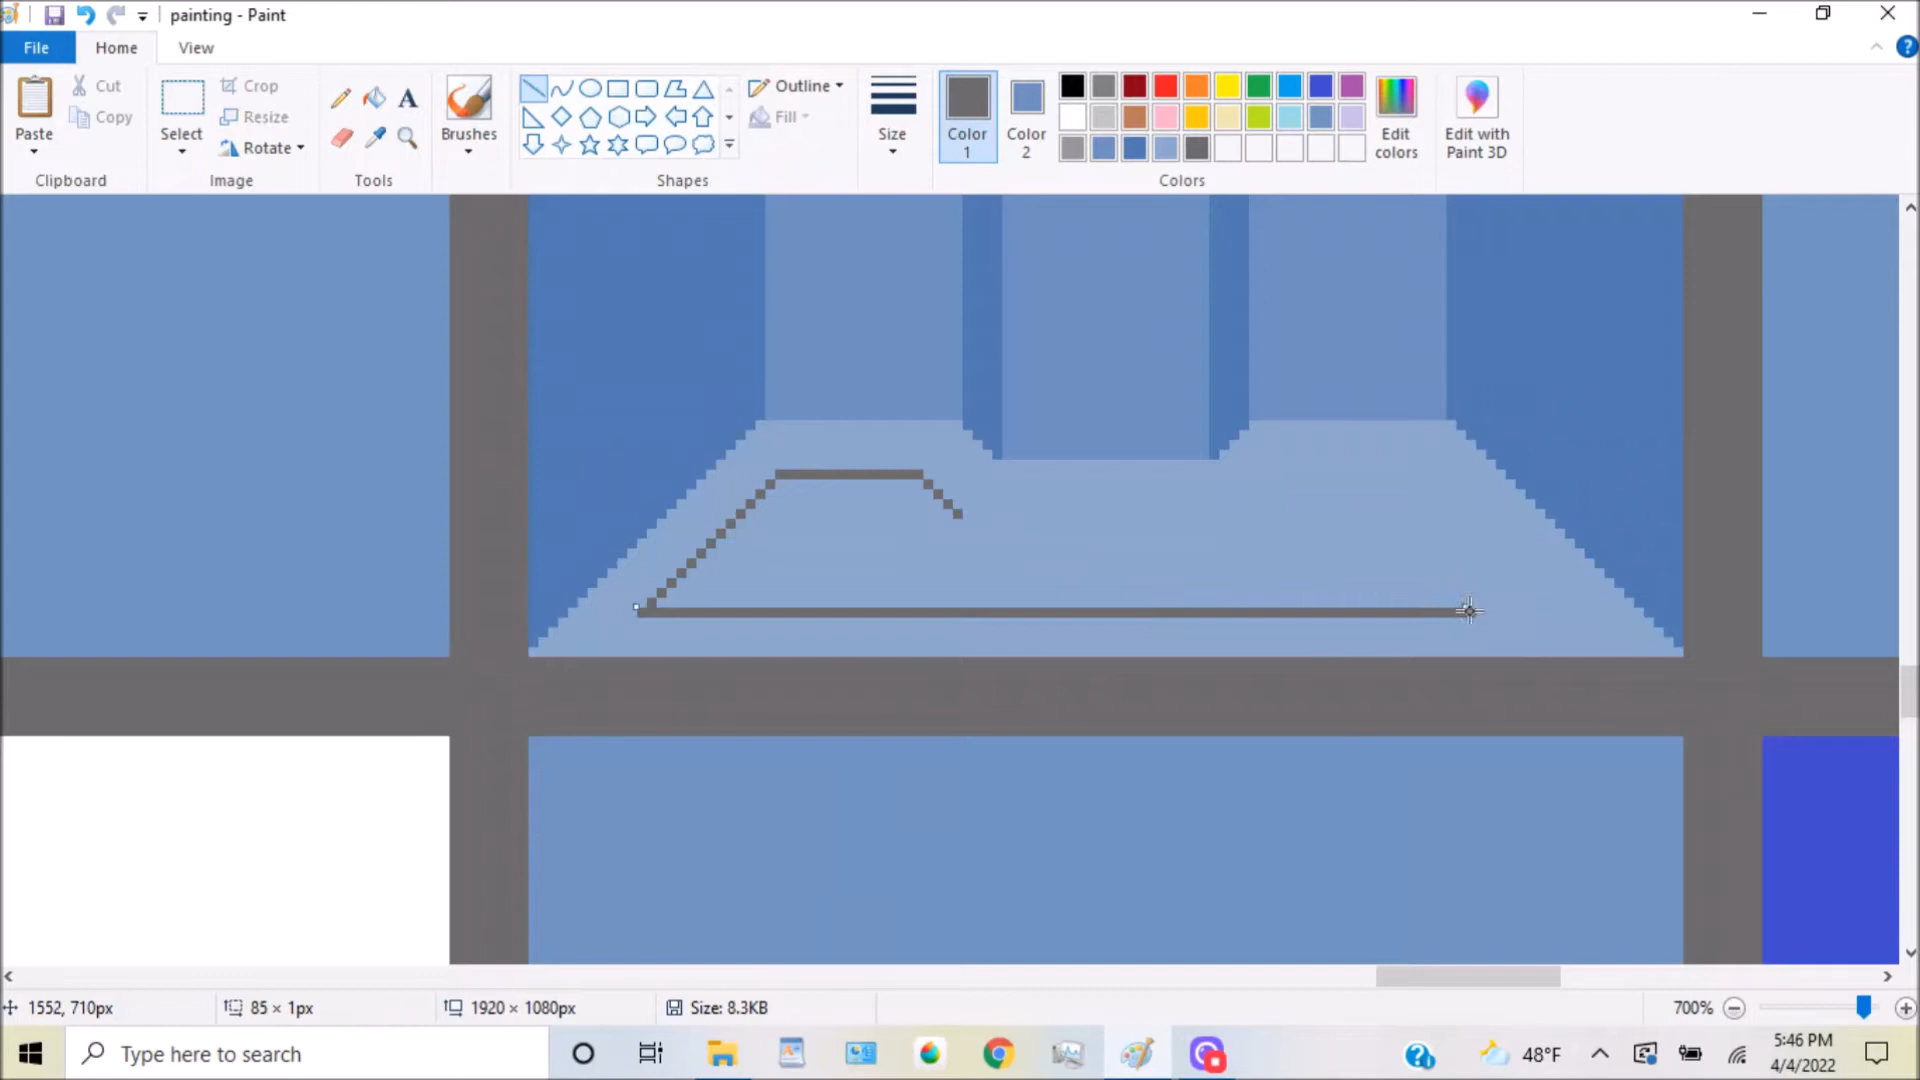 painting - Paint
File Home View
Paste
Cut
Copy
Clipboard
Select
Crop
Resize
Rotate
Image
A
Tools
Brushes
Outline
Fill
Shapes
Size
Color 1
Color 2
Colors
Edit colors
Edit with Paint 3D
1552, 710px 85 × 1px 1920 × 1080px Size: 8.3KB 700%
Type here to search 48°F 5:46 PM
4/4/2022